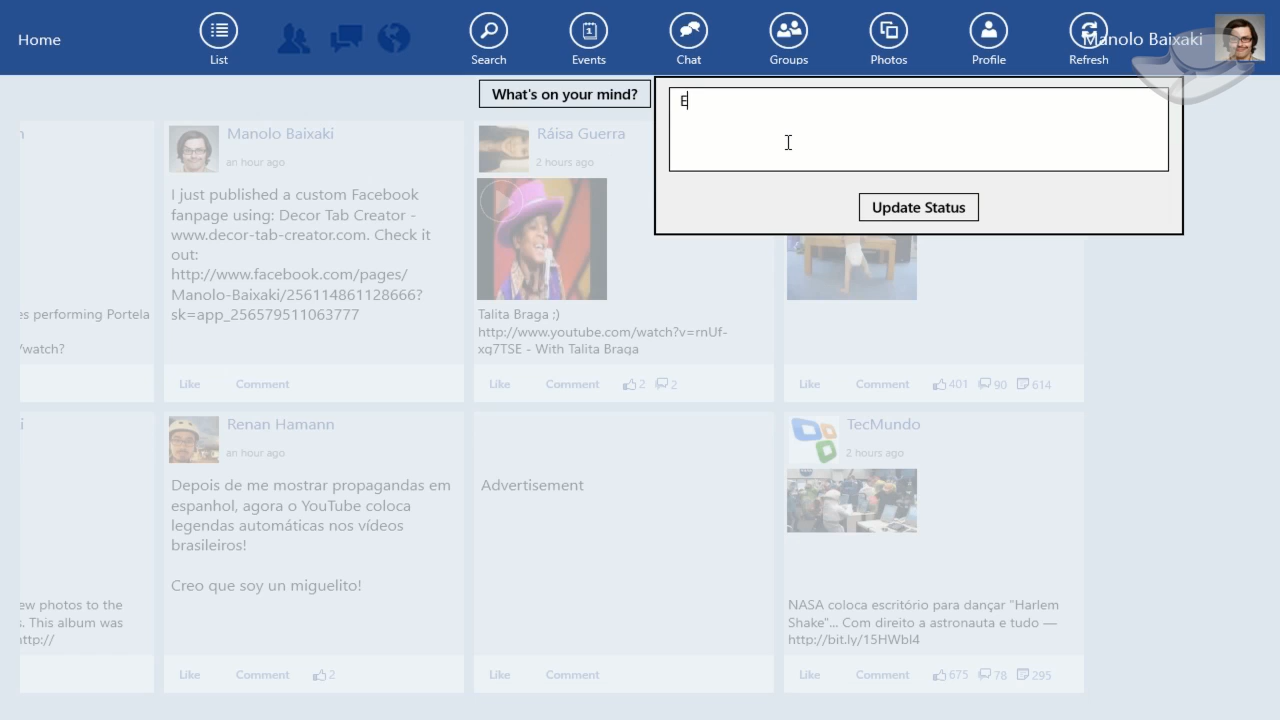 Home
List
Search
Events
Chat
Groups
Photos
Profile
Refresh
Manolo Baixaki
What's on your mind?
E
Update Status
es performing Portela
/watch?
Manolo Baixaki
an hour ago
I just published a custom Facebook
fanpage using: Decor Tab Creator -
www.decor-tab-creator.com. Check it
out:
http://www.facebook.com/pages/
Manolo-Baixaki/256114861128666?
sk=app_256579511063777
Like Comment
Ráisa Guerra
2 hours ago
Talita Braga ;)
http://www.youtube.com/watch?v=rnUf-
xg7TSE - With Talita Braga
Like Comment 2 2
Like Comment 401 90 614
i
ew photos to the
s. This album was
http://
Renan Hamann
an hour ago
Depois de me mostrar propagandas em
espanhol, agora o YouTube coloca
legendas automáticas nos vídeos
brasileiros!
Creo que soy un miguelito!
Like Comment 2
Advertisement
Like Comment
TecMundo
2 hours ago
NASA coloca escritório para dançar "Harlem
Shake"... Com direito a astronauta e tudo —
http://bit.ly/15HWbl4
Like Comment 675 78 295